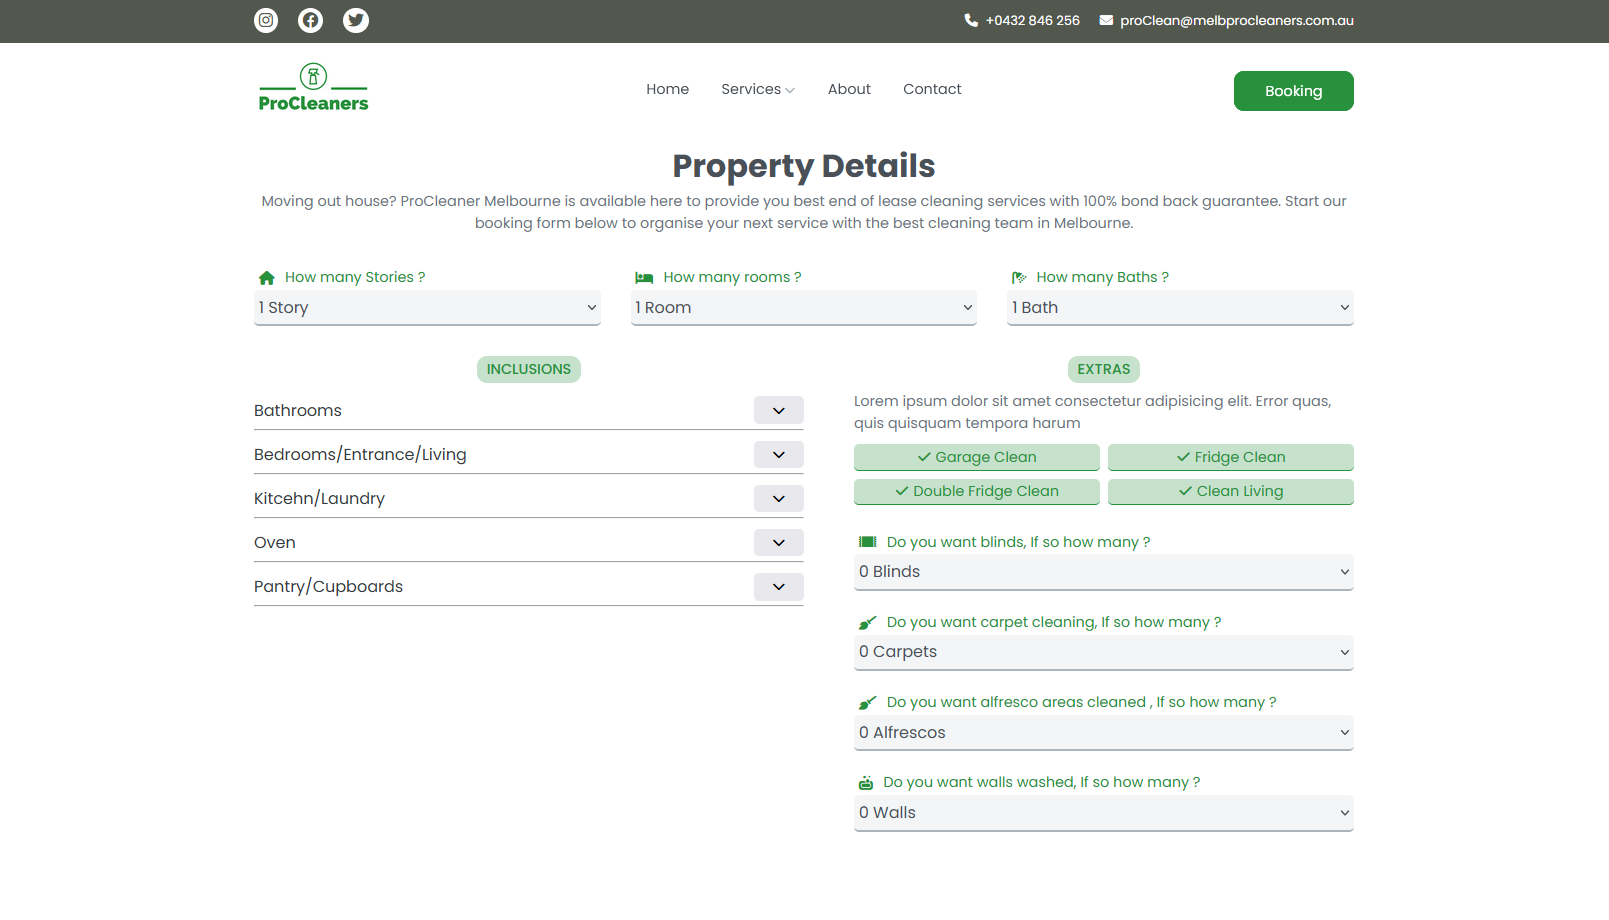 +0432 846 256 proClean@melbprocleaners.com.au
ProCleaners
Home Services About Contact Booking
Property Details
Moving out house? ProCleaner Melbourne is available here to provide you best end of lease cleaning services with 100% bond back guarantee. Start our
booking form below to organise your next service with the best cleaning team in Melbourne.
How many Stories ?
1 Story
How many rooms ?
1 Room
How many Baths ?
1 Bath
INCLUSIONS
Bathrooms
Bedrooms/Entrance/Living
Kitcehn/Laundry
Oven
Pantry/Cupboards
EXTRAS
Lorem ipsum dolor sit amet consectetur adipisicing elit. Error quas,
quis quisquam tempora harum
Garage Clean
Fridge Clean
Double Fridge Clean
Clean Living
Do you want blinds, If so how many ?
0 Blinds
Do you want carpet cleaning, If so how many ?
0 Carpets
Do you want alfresco areas cleaned , If so how many ?
0 Alfrescos
Do you want walls washed, If so how many ?
0 Walls